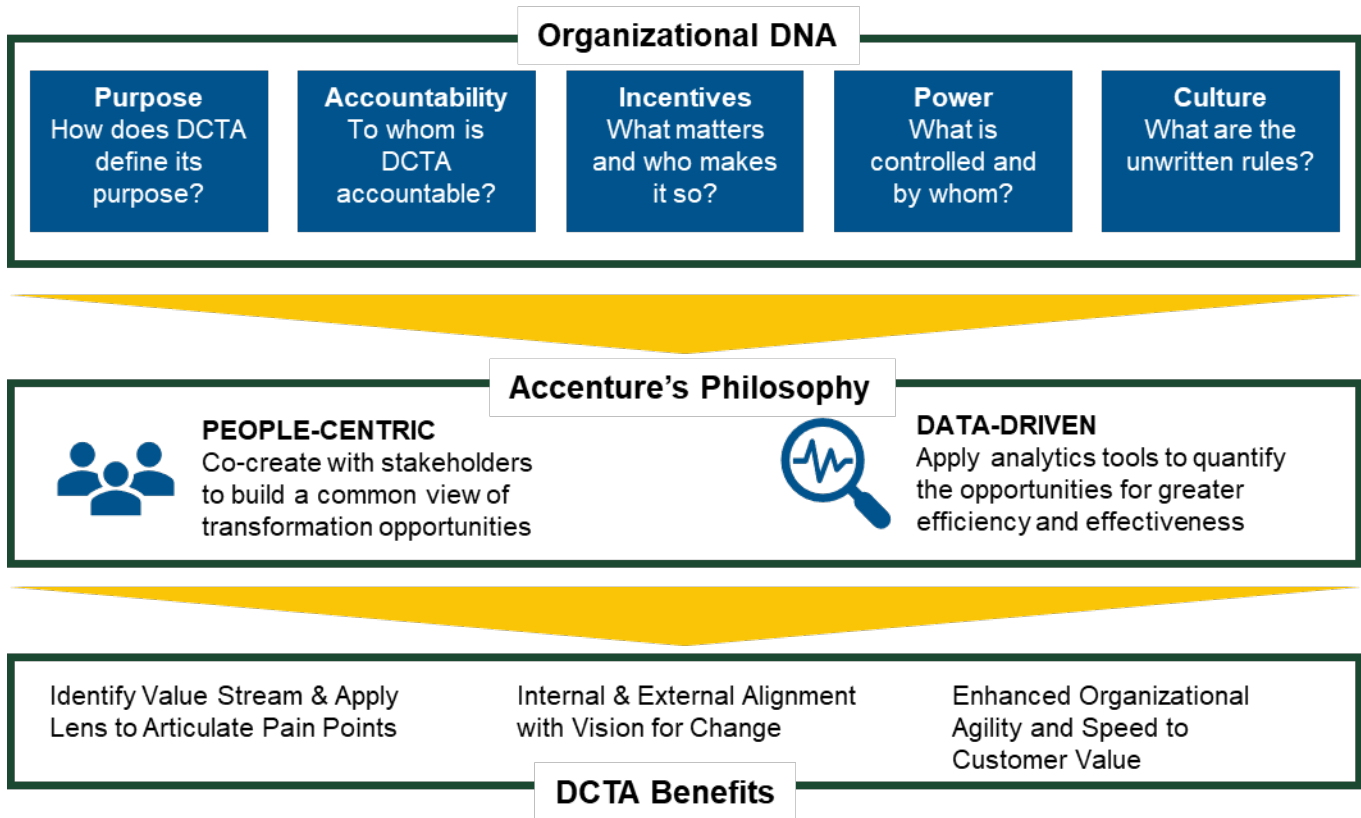 Organizational DNA
Purpose
How does DCTA
define its
purpose?
Accountability
To whom is
DCTA
accountable?
Incentives
What matters
and who makes
it so?
Power
What is
controlled and
by whom?
Culture
What are the
unwritten rules?
Accenture’s Philosophy
PEOPLE-CENTRIC
Co-create with stakeholders
to build a common view of
transformation opportunities
DATA-DRIVEN
Apply analytics tools to quantify
the opportunities for greater
efficiency and effectiveness
Identify Value Stream & Apply
Lens to Articulate Pain Points
Internal & External Alignment
with Vision for Change
Enhanced Organizational
Agility and Speed to
Customer Value
DCTA Benefits